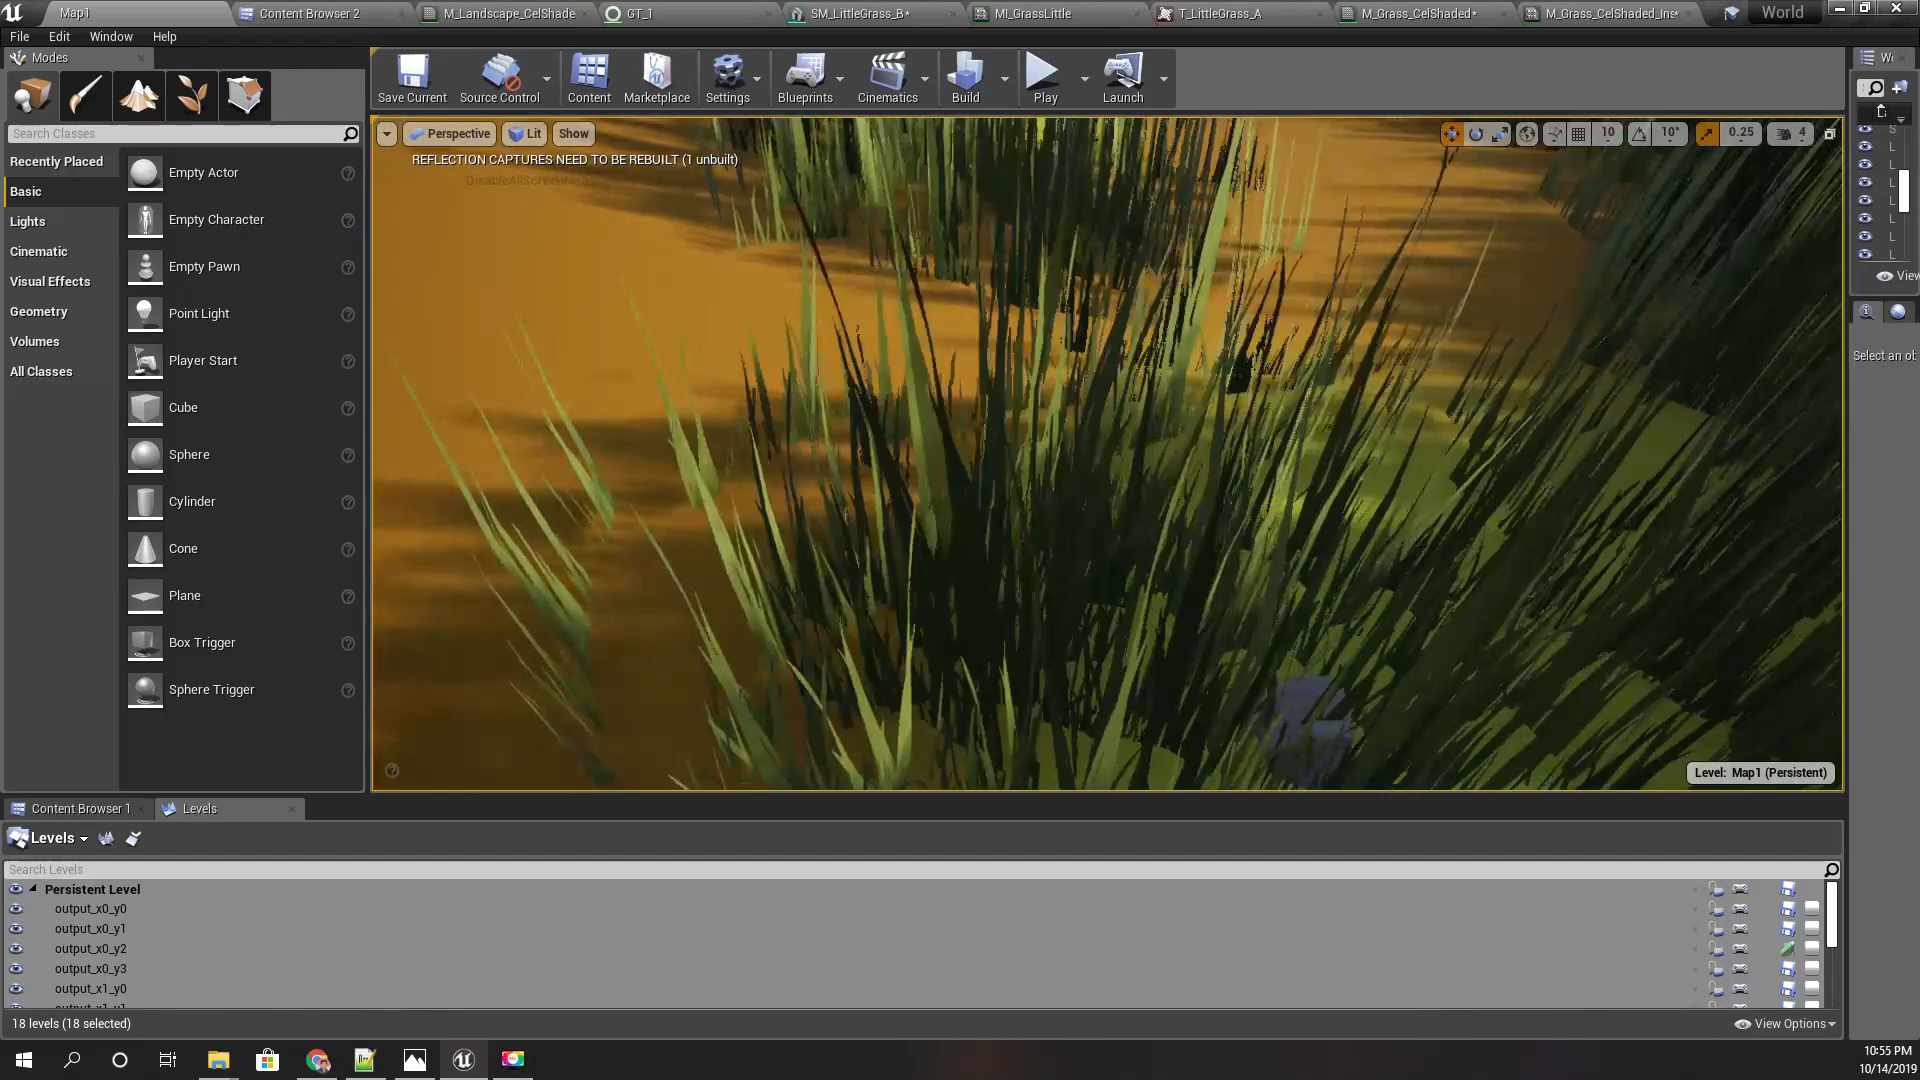 Map1
Content Browser 2
M_Landscape_CelShade
GT_1
SM_LittleGrass_B*
MI_GrassLittle
T_LittleGrass_A
M_Grass_CelShaded*
M_Grass_CelShaded_Ins*
World
File Edit Window Help
Modes
Search Classes
Recently Placed
Basic
Lights
Cinematic
Visual Effects
Geometry
Volumes
All Classes
Empty Actor
Empty Character
Empty Pawn
Point Light
Player Start
Cube
Sphere
Cylinder
Cone
Plane
Box Trigger
Sphere Trigger
Save Current
Source Control
Content
Marketplace
Settings
Blueprints
Cinematics
Build
Play
Launch
Perspective
Lit
Show
10
10°
0.25
4
REFLECTION CAPTURES NEED TO BE REBUILT (1 unbuilt)
Level: Map1 (Persistent)
S
L
L
L
L
L
L
L
View
Select an ob
Content Browser 1
Levels
Levels
Search Levels
Persistent Level
output_x0_y0
output_x0_y1
output_x0_y2
output_x0_y3
output_x1_y0
output_x1_y1
18 levels (18 selected)
View Options
10:55 PM
10/14/2019